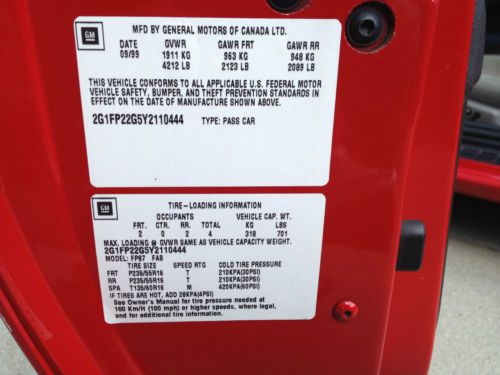 GM
MFD BY GENERAL MOTORS OF CANADA LTD.
DATE GVWR GAWR FRT GAWR RR
09/99 1911 KG 963 KG 948 KG
4212 LB 2123 LB 2089 LB
THIS VEHICLE CONFORMS TO ALL APPLICABLE U.S. FEDERAL MOTOR
VEHICLE SAFETY, BUMPER, AND THEFT PREVENTION STANDARDS IN
EFFECT ON THE DATE OF MANUFACTURE SHOWN ABOVE.
2G1FP22G5Y2110444 TYPE: PASS CAR
GM
TIRE-LOADING INFORMATION
OCCUPANTS VEHICLE CAP. WT.
FRT. CTR. RR. TOTAL KG LBS
2 0 2 4 318 701
MAX. LOADING @ GVWR SAME AS VEHICLE CAPACITY WEIGHT.
2G1FP22G5Y2110444
MODEL: FP87 FAB
TIRE SIZE SPEED RTG COLD TIRE PRESSURE
FRT P235/55R16 T 210KPA(30PSI)
RR P235/55R16 T 210KPA(30PSI)
SPA T135/60R16 M 420KPA(60PSI)
IF TIRES ARE HOT, ADD 28KPA(4PSI)
See Owner's Manual for tire pressure needed at
160 Km/H (100 mph) or higher speeds, where legal,
and for additional tire information.